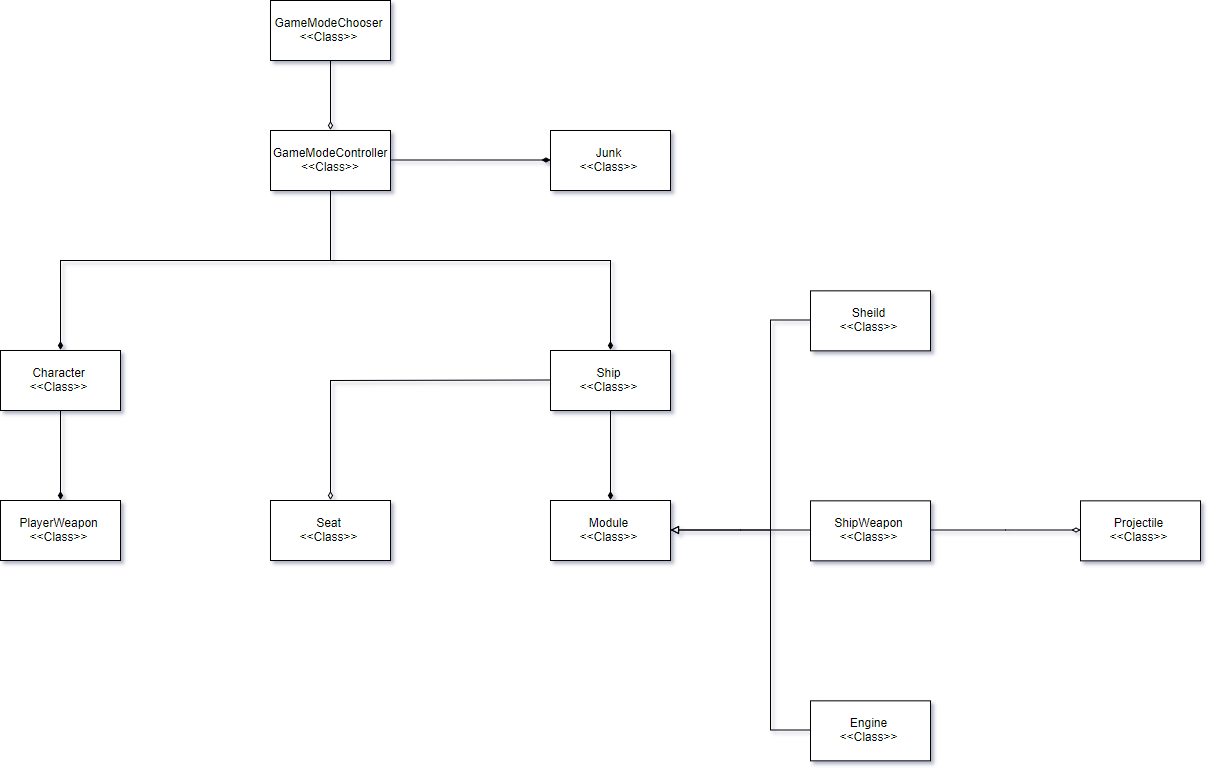 GameModeChooser
<<Class>>
GameModeController
<<Class>>
Junk
<<Class>>
Sheild
<<Class>>
Character
<<Class>>
Ship
<<Class>>
PlayerWeapon
<<Class>>
Seat
<<Class>>
Module
<<Class>>
ShipWeapon
<<Class>>
Projectile
<<Class>>
Engine
<<Class>>